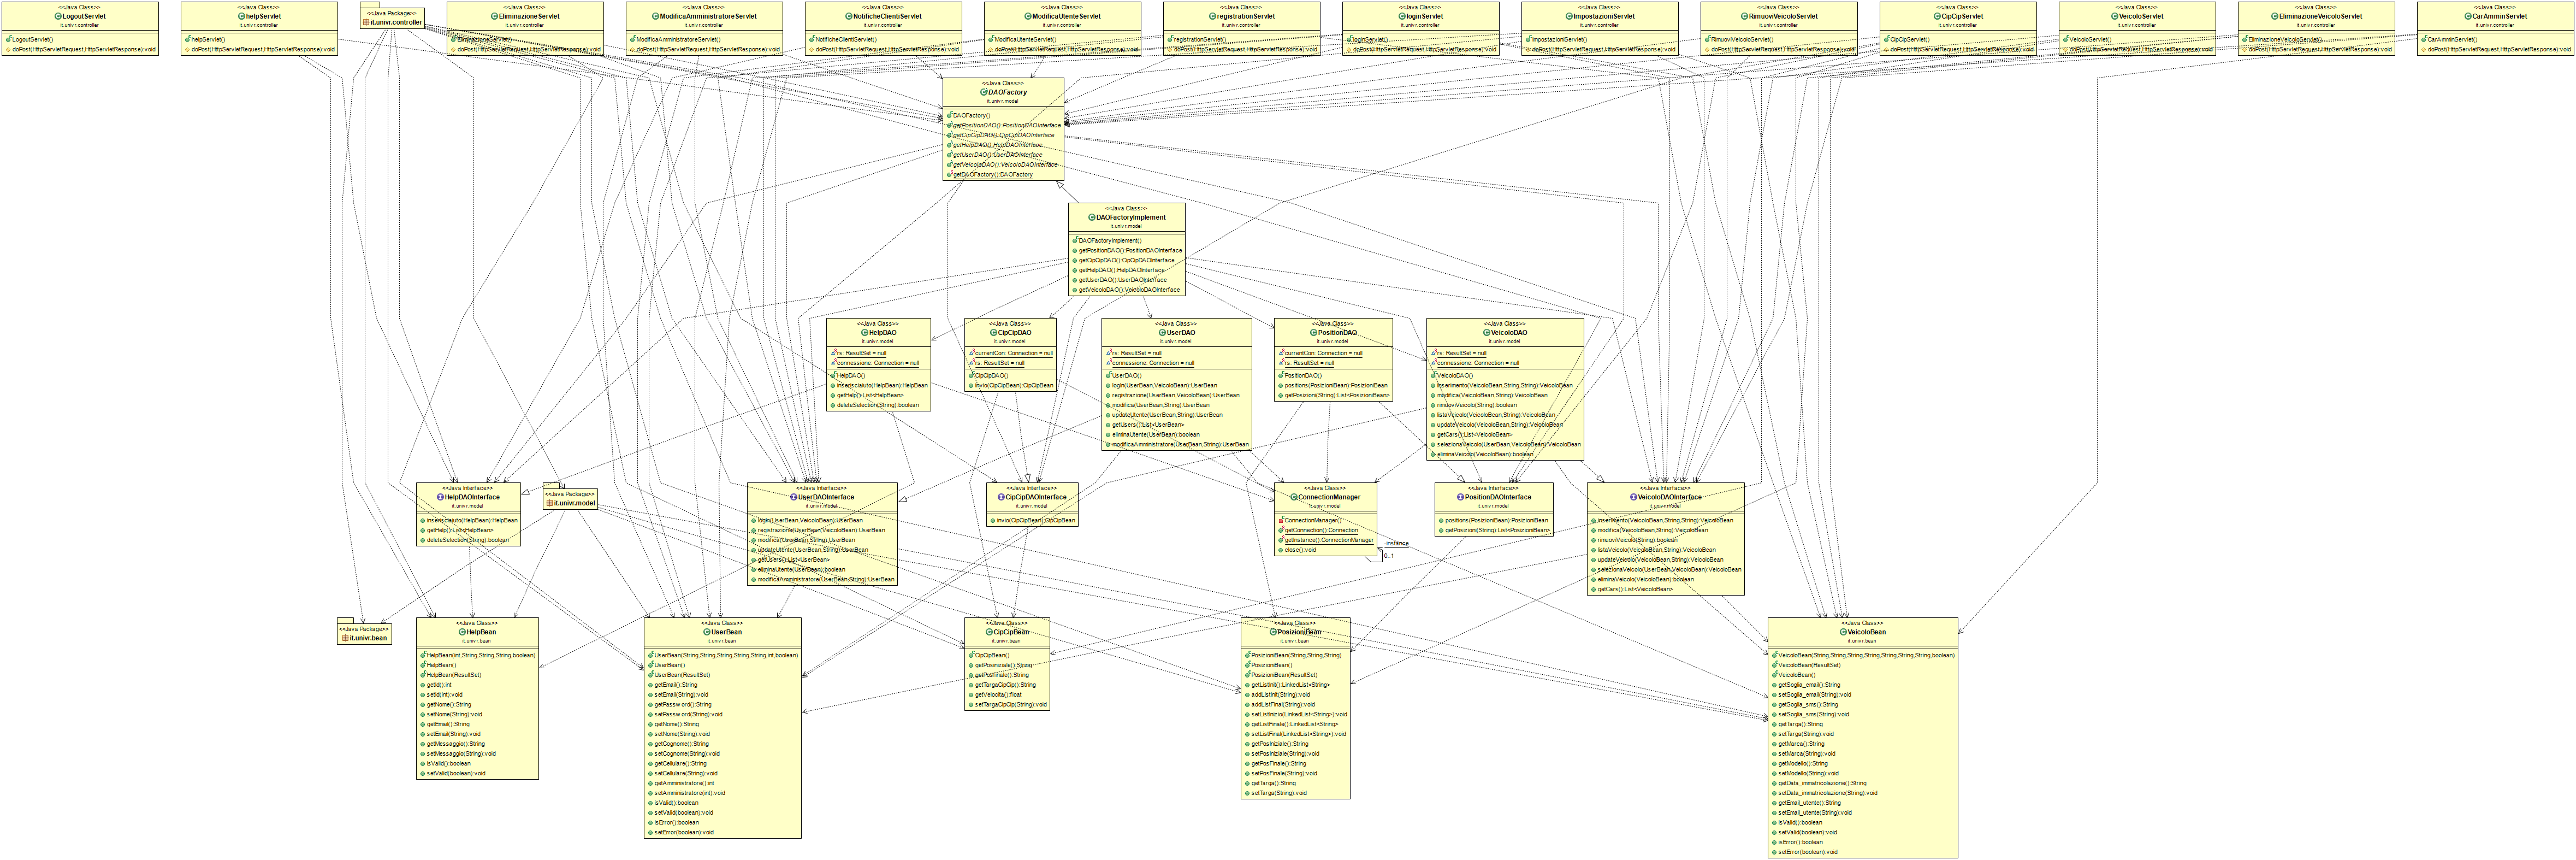 <<Java Class>>
LogoutServlet
it.univr.controller
LogoutServlet()
doPost(HttpServletRequest,HttpServletResponse):void
<<Java Class>>
helpServlet
it.univr.controller
helpServlet()
doPost(HttpServletRequest,HttpServletResponse):void
<<Java Package>>
it.univr.controller
<<Java Class>>
EliminazioneServlet
it.univr.controller
EliminazioneServlet()
doPost(HttpServletRequest,HttpServletResponse):void
<<Java Class>>
ModificaAmministratoreServlet
it.univr.controller
ModificaAmministratoreServlet()
doPost(HttpServletRequest,HttpServletResponse):void
<<Java Class>>
NotificheClientiServlet
it.univr.controller
NotificheClientiServlet()
doPost(HttpServletRequest,HttpServletResponse):void
<<Java Class>>
ModificaUtenteServlet
it.univr.controller
ModificaUtenteServlet()
doPost(HttpServletRequest,HttpServletResponse):void
<<Java Class>>
registrationServlet
it.univr.controller
registrationServlet()
doPost(HttpServletRequest,HttpServletResponse):void
<<Java Class>>
loginServlet
it.univr.controller
loginServlet()
doPost(HttpServletRequest,HttpServletResponse):void
<<Java Class>>
ImpostazioniServlet
it.univr.controller
ImpostazioniServlet()
doPost(HttpServletRequest,HttpServletResponse):void
<<Java Class>>
RimuoviVeicoloServlet
it.univr.controller
RimuoviVeicoloServlet()
doPost(HttpServletRequest,HttpServletResponse):void
<<Java Class>>
CipCipServlet
it.univr.controller
CipCipServlet()
doPost(HttpServletRequest,HttpServletResponse):void
<<Java Class>>
VeicoloServlet
it.univr.controller
VeicoloServlet()
doPost(HttpServletRequest,HttpServletResponse):void
<<Java Class>>
EliminazioneVeicoloServlet
it.univr.controller
EliminazioneVeicoloServlet()
doPost(HttpServletRequest,HttpServletResponse):void
<<Java Class>>
CarAmminServlet
it.univr.controller
CarAmminServlet()
doPost(HttpServletRequest,HttpServletResponse):void
<<Java Class>>
DAOFactory
it.univr.model
DAOFactory()
getPositionDAO():PositionDAOInterface
getCipCipDAO():CipCipDAOInterface
getHelpDAO():HelpDAOInterface
getUserDAO():UserDAOInterface
getVeicoloDAO():VeicoloDAOInterface
getDAOFactory():DAOFactory
<<Java Class>>
DAOFactoryImplement
it.univr.model
DAOFactoryImplement()
getPositionDAO():PositionDAOInterface
getCipCipDAO():CipCipDAOInterface
getHelpDAO():HelpDAOInterface
getUserDAO():UserDAOInterface
getVeicoloDAO():VeicoloDAOInterface
<<Java Class>>
HelpDAO
it.univr.model
rs: ResultSet = null
connessione: Connection = null
HelpDAO()
inserisciaiuto(HelpBean):HelpBean
getHelp():List<HelpBean>
deleteSelection(String):boolean
<<Java Class>>
CipCipDAO
it.univr.model
currentCon: Connection = null
rs: ResultSet = null
CipCipDAO()
invio(CipCipBean):CipCipBean
<<Java Class>>
UserDAO
it.univr.model
rs: ResultSet = null
connessione: Connection = null
UserDAO()
login(UserBean,VeicoloBean):UserBean
registrazione(UserBean,VeicoloBean):UserBean
modifica(UserBean,String):UserBean
updateUtente(UserBean,String):UserBean
getUsers():List<UserBean>
eliminaUtente(UserBean):boolean
modificaAmministratore(UserBean,String):UserBean
<<Java Class>>
PositionDAO
it.univr.model
currentCon: Connection = null
rs: ResultSet = null
PositionDAO()
positions(PosizioniBean):PosizioniBean
getPosizion(String):List<PosizioniBean>
<<Java Class>>
VeicoloDAO
it.univr.model
rs: ResultSet = null
connessione: Connection = null
VeicoloDAO()
inserimento(VeicoloBean,String,String):VeicoloBean
modifica(VeicoloBean,String):VeicoloBean
rimuoviVeicolo(String):boolean
listaVeicolo(VeicoloBean,String):VeicoloBean
updateVeicolo(VeicoloBean,String):VeicoloBean
getCars():List<VeicoloBean>
selezionaVeicolo(UserBean,VeicoloBean):VeicoloBean
eliminaVeicolo(VeicoloBean):boolean
<<Java Interface>>
HelpDAOInterface
it.univr.model
inserisciaiuto(HelpBean):HelpBean
getHelp():List<HelpBean>
deleteSelection(String):boolean
<<Java Package>>
it.univr.model
<<Java Interface>>
UserDAOInterface
it.univr.model
login(UserBean,VeicoloBean):UserBean
registrazione(UserBean,VeicoloBean):UserBean
modifica(UserBean,String):UserBean
updateUtente(UserBean,String):UserBean
getUsers():List<UserBean>
eliminaUtente(UserBean):boolean
modificaAmministratore(UserBean,String):UserBean
<<Java Interface>>
CipCipDAOInterface
it.univr.model
invio(CipCipBean):CipCipBean
<<Java Class>>
ConnectionManager
it.univr.model
ConnectionManager()
getConnection():Connection
getInstance():ConnectionManager
close():void
-instance
0..1
<<Java Interface>>
PositionDAOInterface
it.univr.model
positions(PosizioniBean):PosizioniBean
getPosizion(String):List<PosizioniBean>
<<Java Interface>>
VeicoloDAOInterface
it.univr.model
inserimento(VeicoloBean,String,String):VeicoloBean
modifica(VeicoloBean,String):VeicoloBean
rimuoviVeicolo(String):boolean
listaVeicolo(VeicoloBean,String):VeicoloBean
updateVeicolo(VeicoloBean,String):VeicoloBean
selezionaVeicolo(UserBean,VeicoloBean):VeicoloBean
eliminaVeicolo(VeicoloBean):boolean
getCars():List<VeicoloBean>
<<Java Package>>
it.univr.bean
<<Java Class>>
HelpBean
it.univr.bean
HelpBean(int,String,String,String,boolean)
HelpBean()
HelpBean(ResultSet)
getId():int
setId(int):void
getNome():String
setNome(String):void
getEmail():String
setEmail(String):void
getMessaggio():String
setMessaggio(String):void
isValid():boolean
setValid(boolean):void
<<Java Class>>
UserBean
it.univr.bean
UserBean(String,String,String,String,String,int,boolean)
UserBean()
UserBean(ResultSet)
getEmail():String
setEmail(String):void
getPassword():String
setPassword(String):void
getNome():String
setNome(String):void
getCognome():String
setCognome(String):void
getCellulare():String
setCellulare(String):void
getAmministratore():int
setAmministratore(int):void
isValid():boolean
setValid(boolean):void
isError():boolean
setError(boolean):void
<<Java Class>>
CipCipBean
it.univr.bean
CipCipBean()
getPosiniziale():String
getPosfinale():String
getTargaCipCip():String
getVelocita():float
setTargaCipCip(String):void
<<Java Class>>
PosizioniBean
it.univr.bean
PosizioniBean(String,String,String)
PosizioniBean()
PosizioniBean(ResultSet)
getListInit():LinkedList<String>
addListInit(String):void
addListFinal(String):void
setListInizio(LinkedList<String>):void
getListFinale():LinkedList<String>
setListFinal(LinkedList<String>):void
getPosIniziale():String
setPosIniziale(String):void
getPosFinale():String
setPosFinale(String):void
getTarga():String
setTarga(String):void
<<Java Class>>
VeicoloBean
it.univr.bean
VeicoloBean(String,String,String,String,String,String,String,boolean)
VeicoloBean(ResultSet)
VeicoloBean()
getSoglia_email():String
setSoglia_email(String):void
getSoglia_sms():String
setSoglia_sms(String):void
getTarga():String
setTarga(String):void
getMarca():String
setMarca(String):void
getModello():String
setModello(String):void
getData_immatricolazione():String
setData_immatricolazione(String):void
getEmail_utente():String
setEmail_utente(String):void
isValid():boolean
setValid(boolean):void
isError():boolean
setError(boolean):void